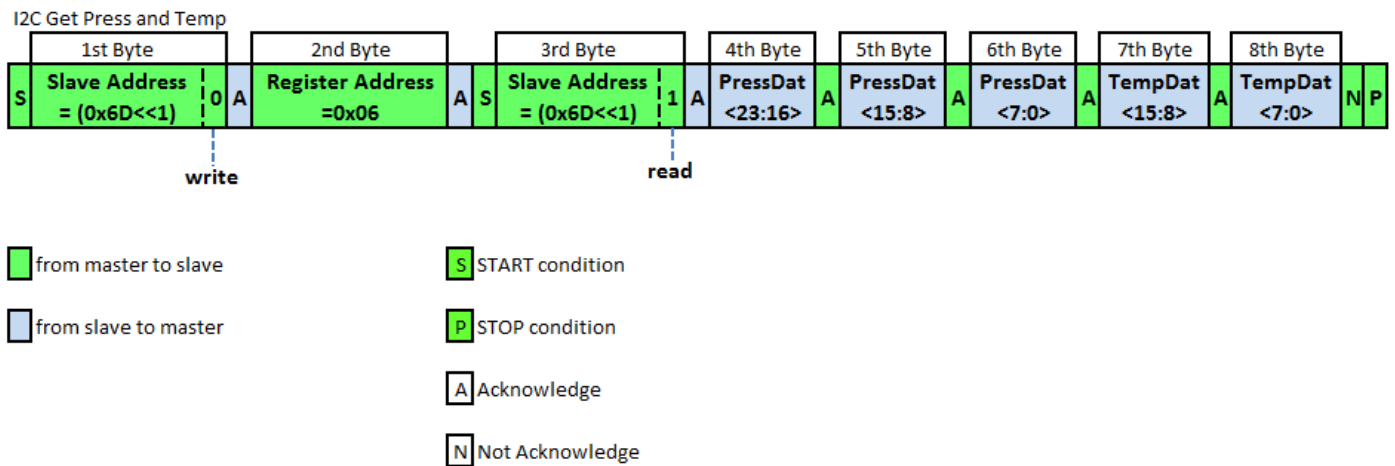 I2C Get Press and Temp
1st Byte 2nd Byte 3rd Byte 4th Byte 5th Byte 6th Byte 7th Byte 8th Byte
S Slave Address 0 A Register Address A S Slave Address 1 A PressDat A PressDat A PressDat A TempDat A TempDat N P
= (0x6D<<1) =0x06 = (0x6D<<1) <23:16> <15:8> <7:0> <15:8> <7:0>
write read
from master to slave S START condition
from slave to master P STOP condition
A Acknowledge
N Not Acknowledge